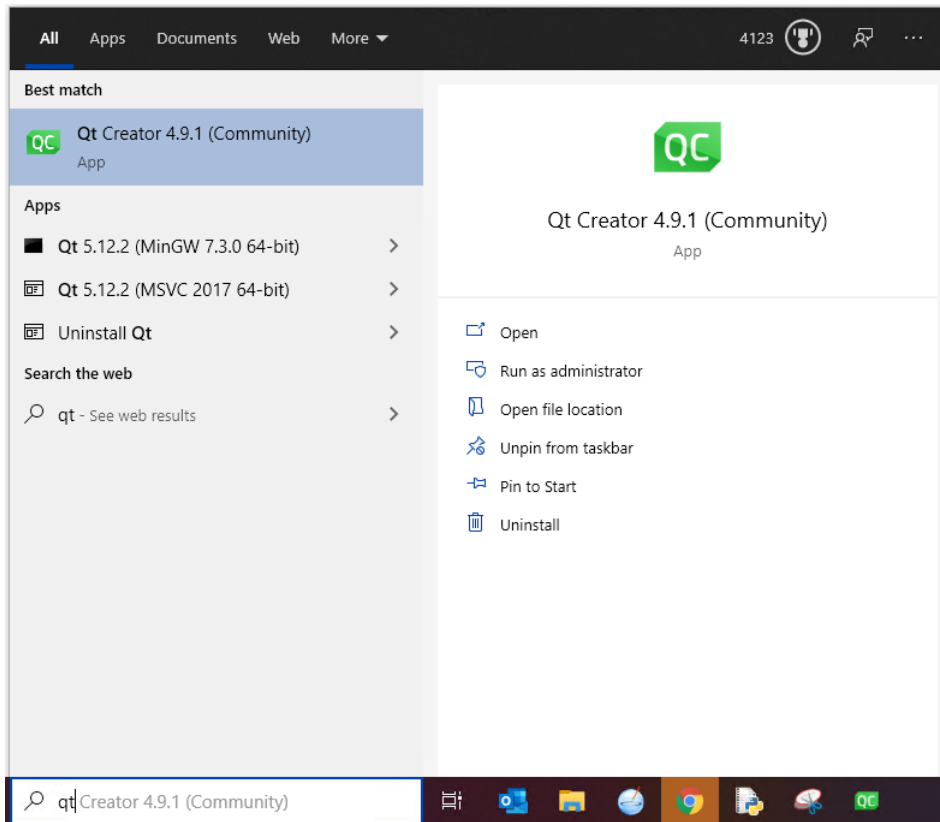 All Apps Documents Web More 4123 ...
Best match
QC Qt Creator 4.9.1 (Community)
App
Apps
Qt 5.12.2 (MinGW 7.3.0 64-bit)
Qt 5.12.2 (MSVC 2017 64-bit)
Uninstall Qt
Search the web
qt - See web results
QC
Qt Creator 4.9.1 (Community)
App
Open
Run as administrator
Open file location
Unpin from taskbar
Pin to Start
Uninstall
qt Creator 4.9.1 (Community)
QC